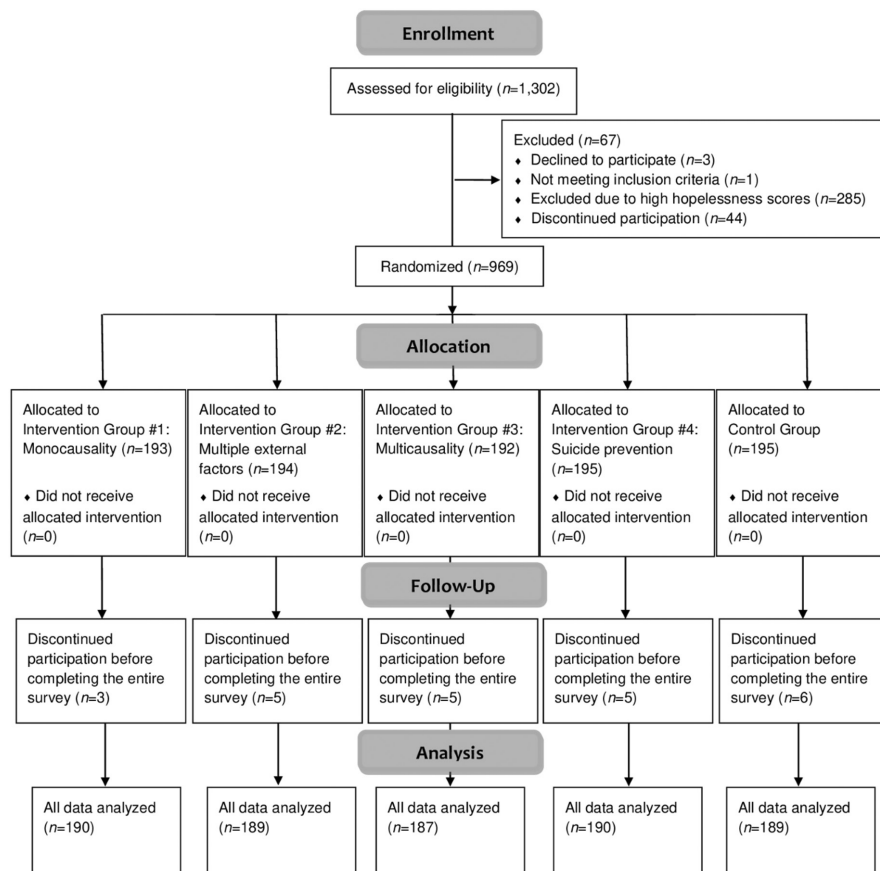 Enrollment
Assessed for eligibility (n=1,302)
Excluded (n=67)
♦ Declined to participate (n=3)
♦ Not meeting inclusion criteria (n=1)
♦ Excluded due to high hopelessness scores (n=285)
♦ Discontinued participation (n=44)
Randomized (n=969)
Allocation
Allocated to
Intervention Group #1:
Monocausality (n=193)
♦ Did not receive
allocated intervention
(n=0)
Allocated to
Intervention Group #2:
Multiple external
factors (n=194)
♦ Did not receive
allocated intervention
(n=0)
Allocated to
Intervention Group #3:
Multicausality (n=192)
♦ Did not receive
allocated intervention
(n=0)
Allocated to
Intervention Group #4:
Suicide prevention
(n=195)
♦ Did not receive
allocated intervention
(n=0)
Allocated to
Control Group
(n=195)
♦ Did not receive
allocated intervention
(n=0)
Follow-Up
Discontinued
participation before
completing the entire
survey (n=3)
Discontinued
participation before
completing the entire
survey (n=5)
Discontinued
participation before
completing the entire
survey (n=5)
Discontinued
participation before
completing the entire
survey (n=5)
Discontinued
participation before
completing the entire
survey (n=6)
Analysis
All data analyzed
(n=190)
All data analyzed
(n=189)
All data analyzed
(n=187)
All data analyzed
(n=190)
All data analyzed
(n=189)